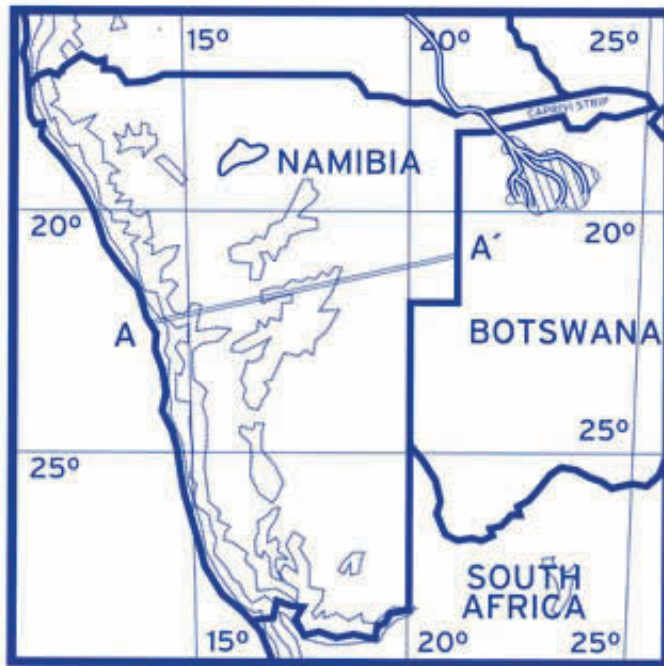 15º
20º
25º
CAPRIVI STRIP
NAMIBIA
20º
20º
A´
A
BOTSWANA
25º
25º
SOUTH
AFRICA
15º
20º
25º